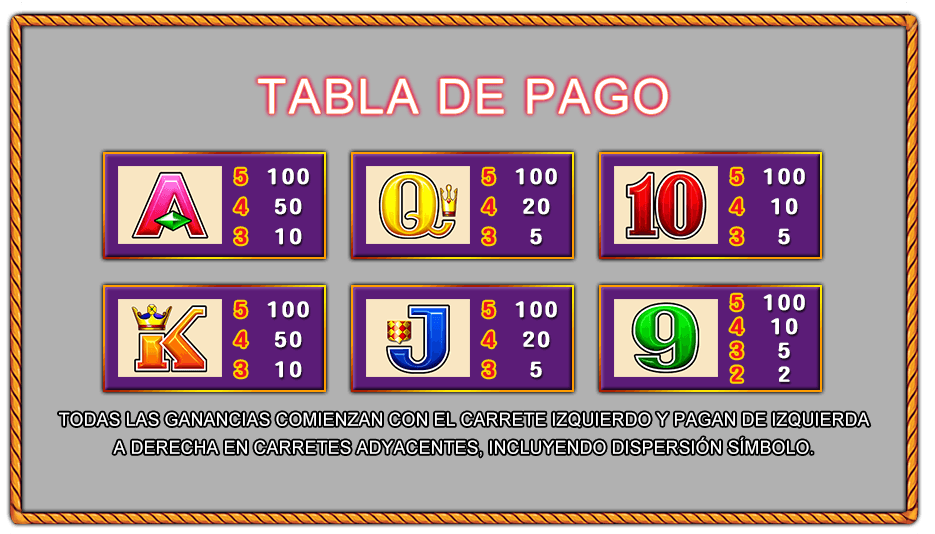 TABLA DE PAGO
A 5 100
4 50
3 10
Q 5 100
4 20
3 5
10 5 100
4 10
3 5
K 5 100
4 50
3 10
J 5 100
4 20
3 5
9 5 100
4 10
3 5
2 2
TODAS LAS GANANCIAS COMIENZAN CON EL CARRETE IZQUIERDO Y PAGAN DE IZQUIERDA
A DERECHA EN CARRETES ADYACENTES, INCLUYENDO DISPERSIÓN SÍMBOLO.